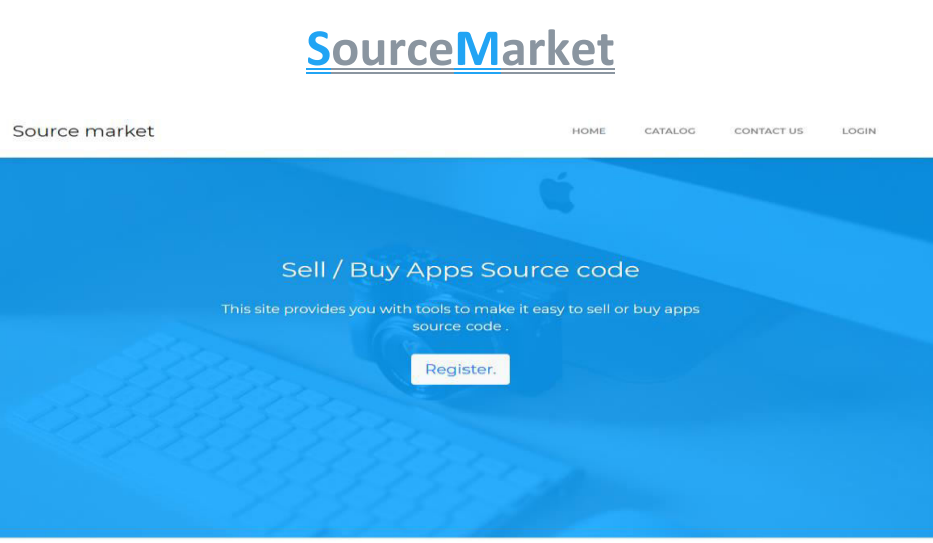 SourceMarket
Source market
HOME CATALOG CONTACT US LOGIN
Sell / Buy Apps Source code
This site provides you with tools to make it easy to sell or buy apps
source code .
Register.